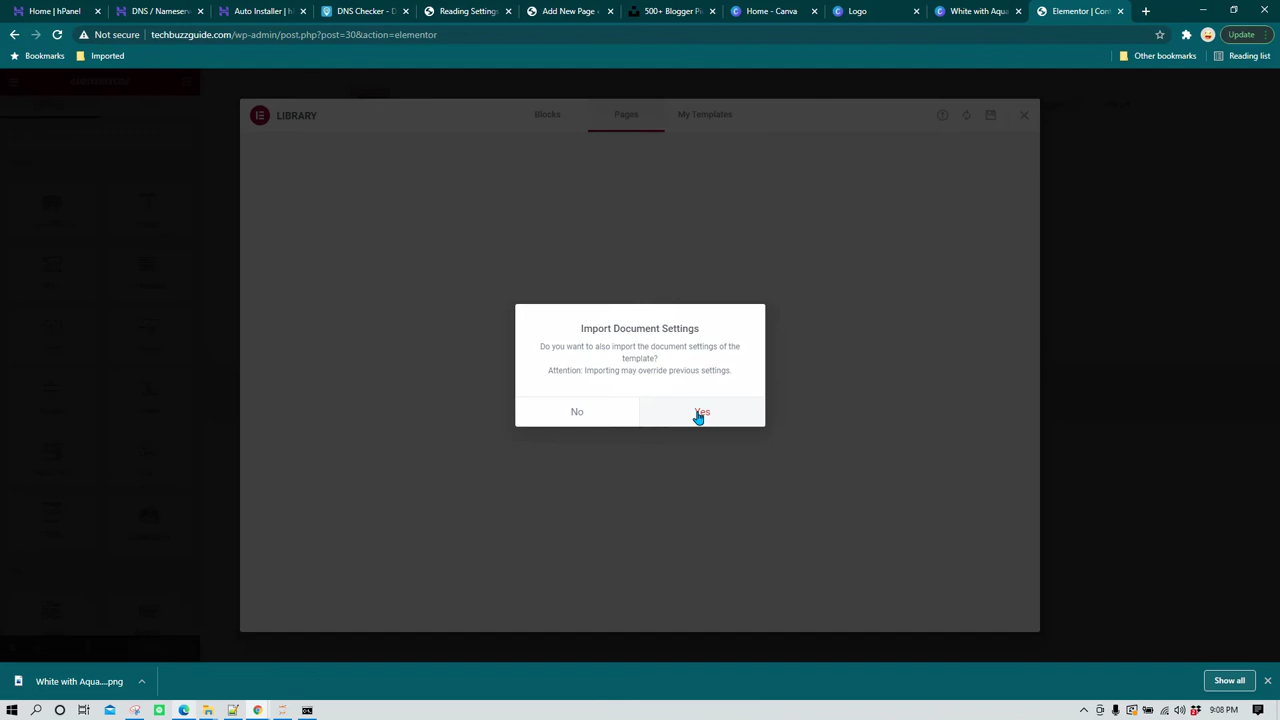 Home | hPanel
DNS / Nameserv
Auto Installer | h
DNS Checker - D
Reading Settings
Add New Page
500+ Blogger Pi
Home - Canva
Logo
White with Aqua
Elementor | Cont
Not secure
techbuzzguide.com/wp-admin/post.php?post=30&action=elementor
Update
Bookmarks
Imported
Other bookmarks
Reading list
LIBRARY
Blocks
Pages
My Templates
Import Document Settings
Do you want to also import the document settings of the
template?
Attention: Importing may override previous settings.
No
Yes
White with Aqua....png
Show all
9:08 PM